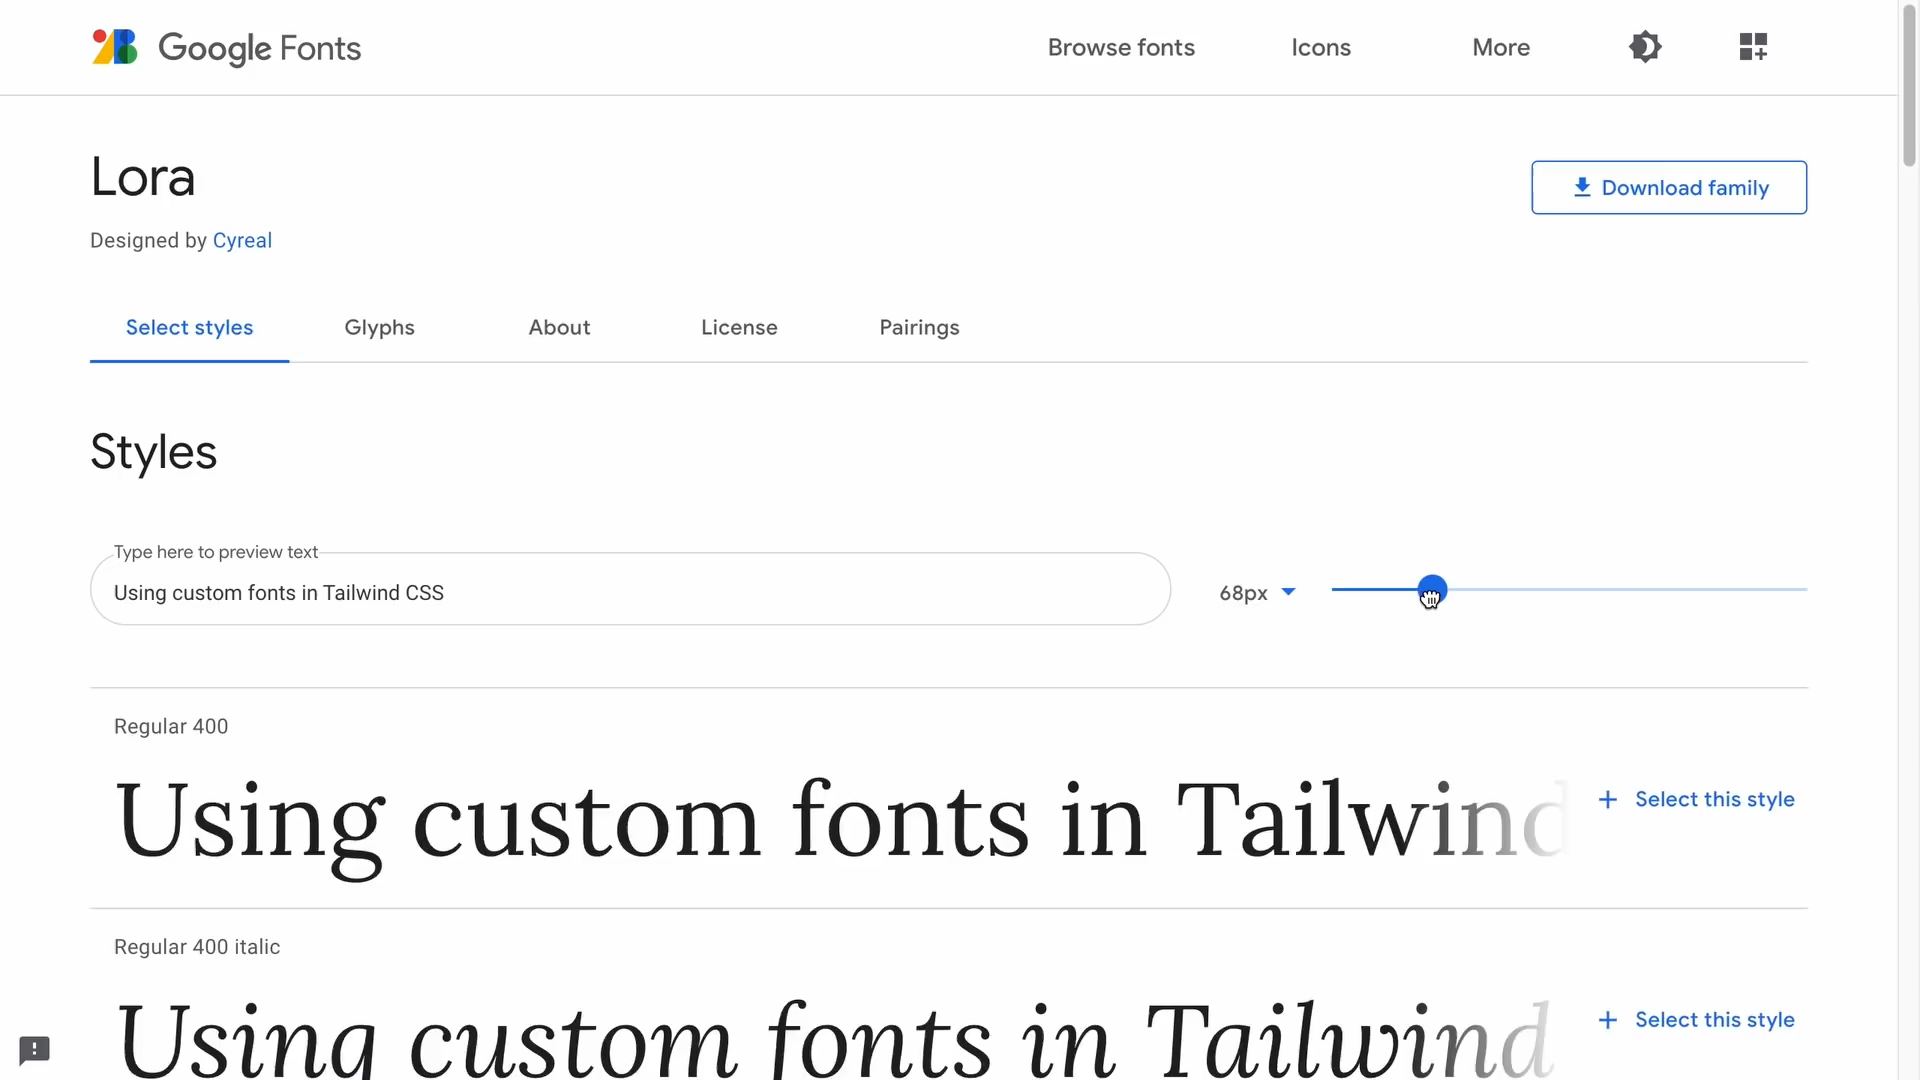 Google Fonts
Browse fonts
Icons
More
Lora
Download family
Designed by Cyreal
Select styles
Glyphs
About
License
Pairings
Styles
Type here to preview text
Using custom fonts in Tailwind CSS
68px
Regular 400
Using custom fonts in Tailwind
+ Select this style
Regular 400 italic
Using custom fonts in Tailwind
+ Select this style